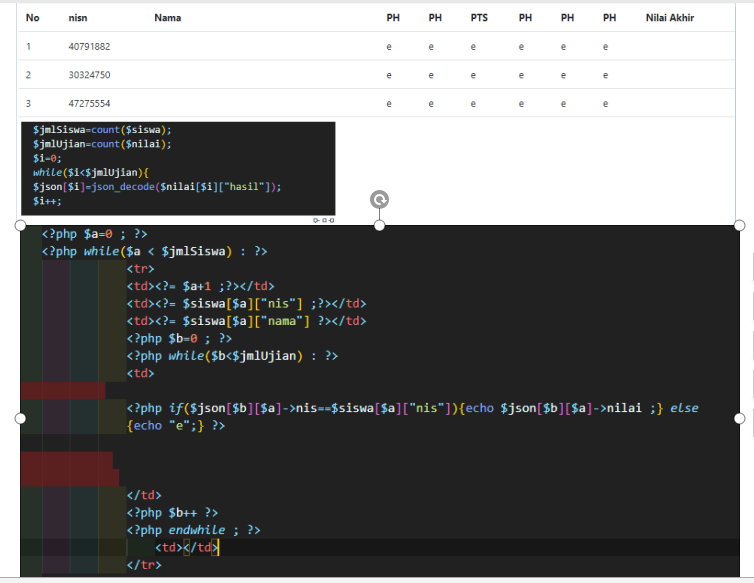 No nisn Nama PH PH PTS PH PH PH Nilai Akhir
1 40791882 e e e e e e
2 30324750 e e e e e e
3 47275554 e e e e e e
$jmlSiswa=count($siswa);
$jmlUjian=count($nilai);
$i=0;
while($i<$jmlUjian){
$json[$i]=json_decode($nilai[$i]["hasil"]);
$i++;
<?php $a=0 ; ?>
<?php while($a < $jmlSiswa) : ?>
<tr>
<td><?= $a+1 ;?></td>
<td><?= $siswa[$a]["nis"] ;?></td>
<td><?= $siswa[$a]["nama"] ?></td>
<?php $b=0 ; ?>
<?php while($b<$jmlUjian) : ?>
<td>
<?php if($json[$b][$a]->nis==$siswa[$a]["nis"]){echo $json[$b][$a]->nilai ;} else
{echo "e";} ?>
</td>
<?php $b++ ?>
<?php endwhile ; ?>
<td></td>
</tr>